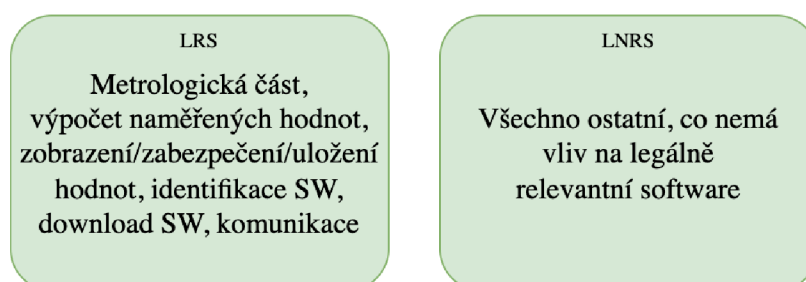 LRS
Metrologická část,
výpočet naměřených hodnot,
zobrazení/zabezpečení/uložení
hodnot, identifikace SW,
download SW, komunikace
LNRS
Všechno ostatní, co nemá
vliv na legálně
relevantní software